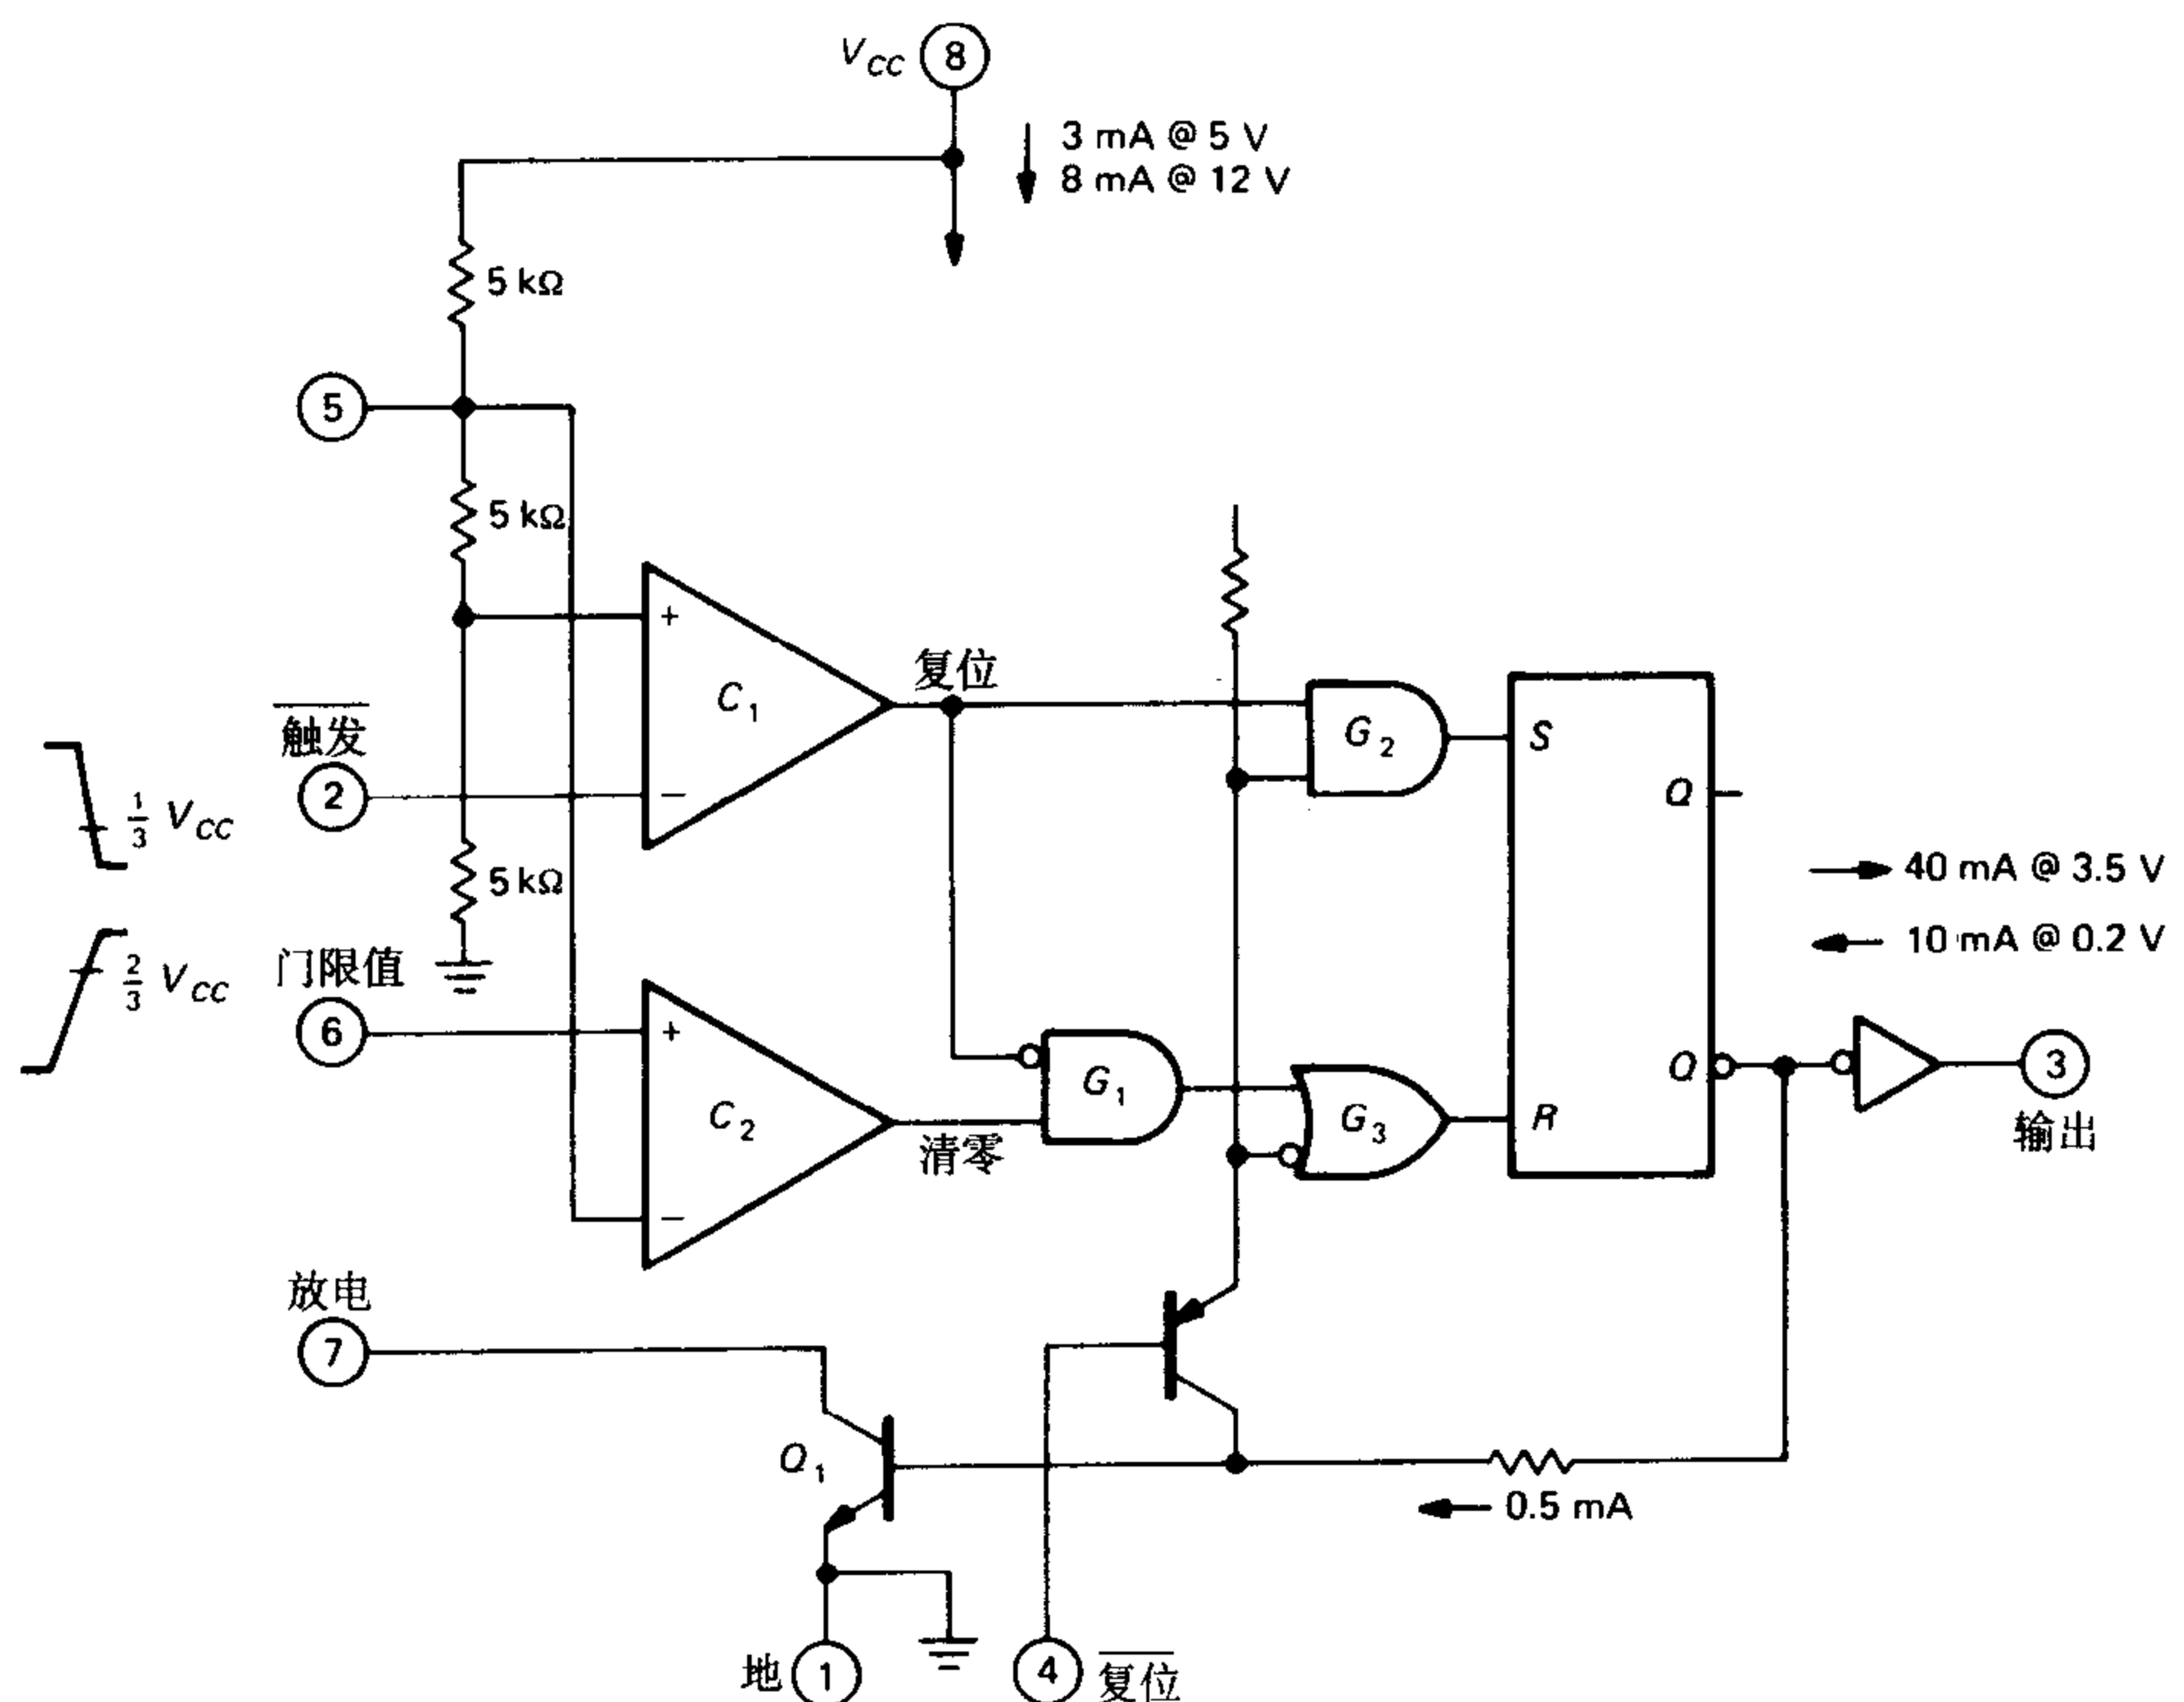 V_CC 8
3 mA @ 5 V
8 mA @ 12 V
5 kΩ
5
5 kΩ
+
C₁
−
复位
触发
2
1/3 V_CC
5 kΩ
G₂
S
Q
40 mA @ 3.5 V
10 mA @ 0.2 V
2/3 V_CC
门限值
6
+
C₂
−
清零
G₁
G₃
R
Q
3
输出
放电
7
Q₁
0.5 mA
地 1
4 复位